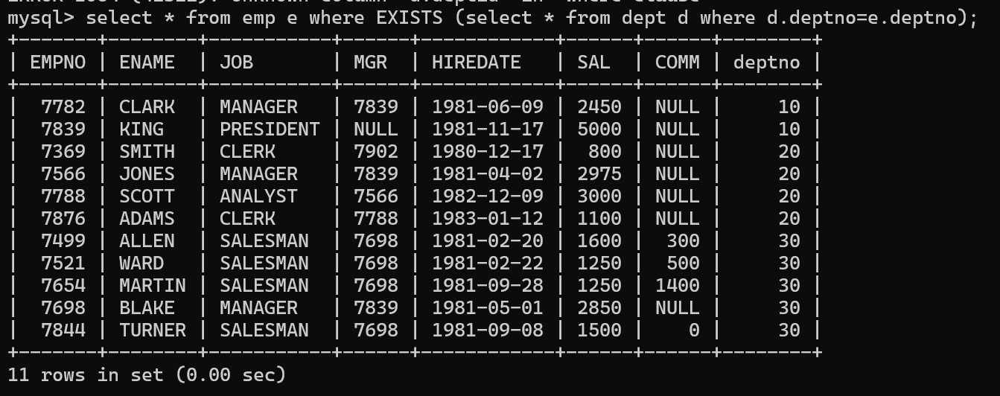 mysql> select * from emp e where EXISTS (select * from dept d where d.deptno=e.deptno);
+-------+--------+-----------+------+------------+------+------+--------+
| EMPNO | ENAME  | JOB       | MGR  | HIREDATE   | SAL  | COMM | deptno |
+-------+--------+-----------+------+------------+------+------+--------+
|  7782 | CLARK  | MANAGER   | 7839 | 1981-06-09 | 2450 | NULL |     10 |
|  7839 | KING   | PRESIDENT | NULL | 1981-11-17 | 5000 | NULL |     10 |
|  7369 | SMITH  | CLERK     | 7902 | 1980-12-17 |  800 | NULL |     20 |
|  7566 | JONES  | MANAGER   | 7839 | 1981-04-02 | 2975 | NULL |     20 |
|  7788 | SCOTT  | ANALYST   | 7566 | 1982-12-09 | 3000 | NULL |     20 |
|  7876 | ADAMS  | CLERK     | 7788 | 1983-01-12 | 1100 | NULL |     20 |
|  7499 | ALLEN  | SALESMAN  | 7698 | 1981-02-20 | 1600 |  300 |     30 |
|  7521 | WARD   | SALESMAN  | 7698 | 1981-02-22 | 1250 |  500 |     30 |
|  7654 | MARTIN | SALESMAN  | 7698 | 1981-09-28 | 1250 | 1400 |     30 |
|  7698 | BLAKE  | MANAGER   | 7839 | 1981-05-01 | 2850 | NULL |     30 |
|  7844 | TURNER | SALESMAN  | 7698 | 1981-09-08 | 1500 |    0 |     30 |
+-------+--------+-----------+------+------------+------+------+--------+
11 rows in set (0.00 sec)